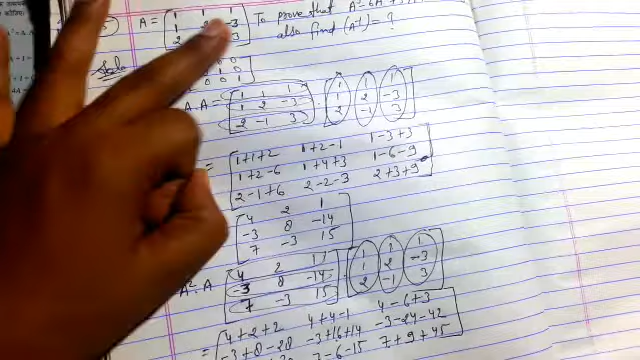 A = [ 1 1 1
1 2 -3
2 3 ] To prove that A³-6A
also find (A⁻¹) = ?
Solⁿ
0 0
1 0
0 0 1 ]
A.A = [ 1 1 1
1 2 -3
2 -1 3 ] . [ 1 1 1
1 2 -3
2 -1 3 ]
= [ 1+1+2 1+2-1 1-3+3
1+2-6 1+4+3 1-6-9
2-1+6 2-2-3 2+3+9 ]
[ 4 2 1
-3 8 -14
7 -3 15 ]
A².A [ 4 2 1
-3 8 -14
7 -3 15 ] . [ 1 1 1
1 2 -3
2 -1 3 ]
= [ 4+2+2 4+4-1 4-6+3
-3+8-28 -3+16+14 -3-24-42
7-6-15 7+9+45 ]